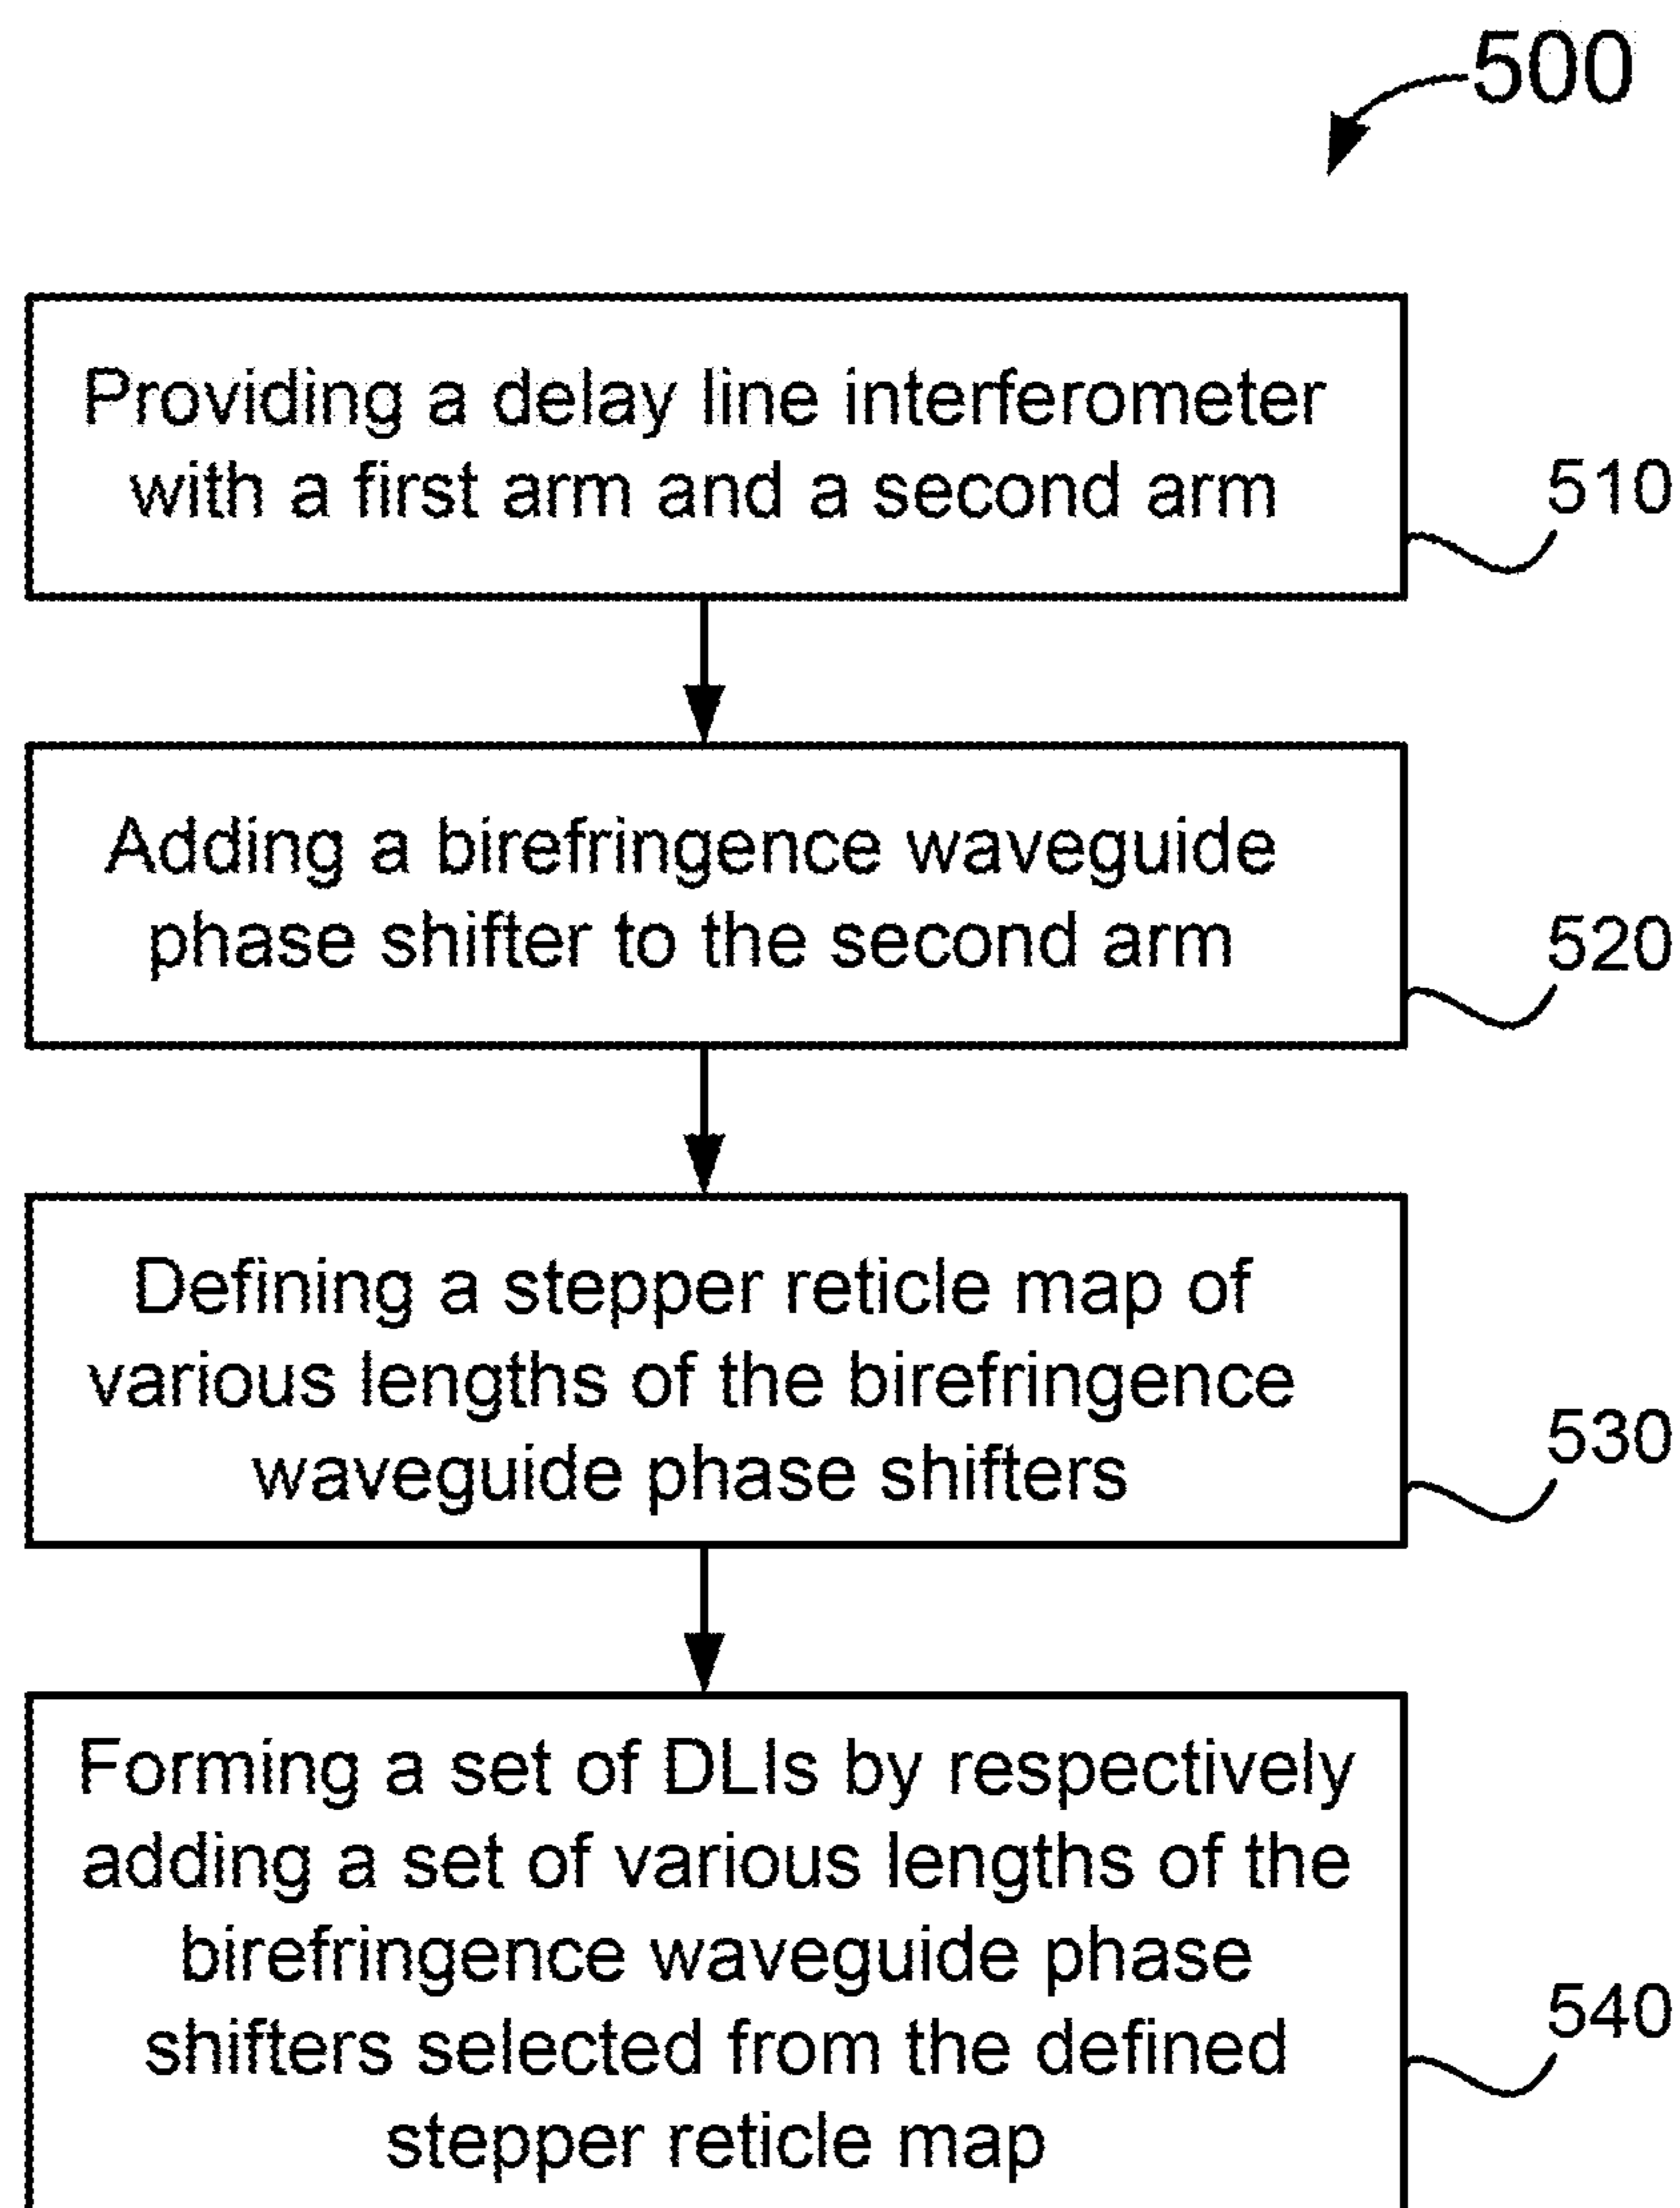 500
Providing a delay line interferometer
with a first arm and a second arm
510
Adding a birefringence waveguide
phase shifter to the second arm
520
Defining a stepper reticle map of
various lengths of the birefringence
waveguide phase shifters
530
Forming a set of DLIs by respectively
adding a set of various lengths of the
birefringence waveguide phase
shifters selected from the defined
stepper reticle map
540